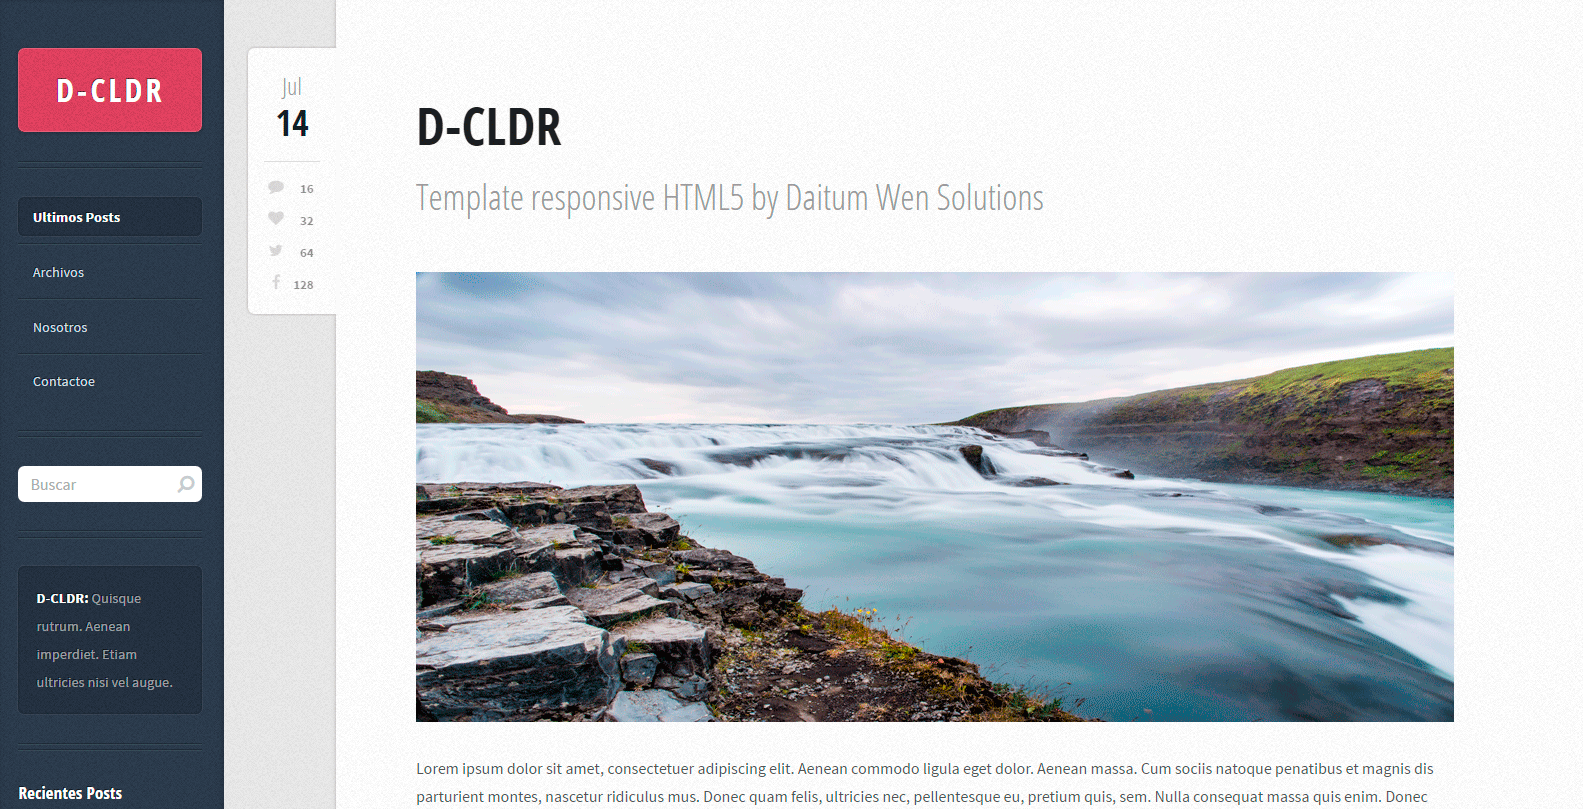 D-CLDR
Ultimos Posts
Archivos
Nosotros
Contactoe
Buscar
D-CLDR: Quisque
rutrum. Aenean
imperdiet. Etiam
ultricies nisi vel augue.
Recientes Posts
Jul
14
16
32
64
128
D-CLDR
Template responsive HTML5 by Daitum Wen Solutions
Lorem ipsum dolor sit amet, consectetuer adipiscing elit. Aenean commodo ligula eget dolor. Aenean massa. Cum sociis natoque penatibus et magnis dis
parturient montes, nascetur ridiculus mus. Donec quam felis, ultricies nec, pellentesque eu, pretium quis, sem. Nulla consequat massa quis enim. Donec